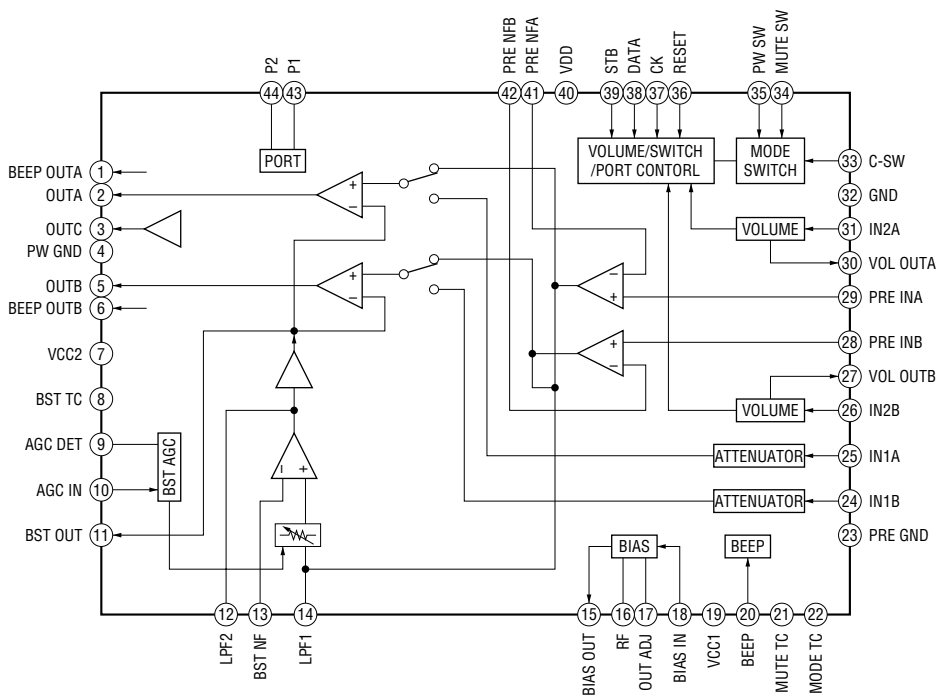 P2
P1
PRE NFB
PRE NFA
VDD
STB
DATA
CK
RESET
PW SW
MUTE SW
44
43
42
41
40
39
38
37
36
35
34
PORT
VOLUME/SWITCH
/PORT CONTORL
MODE
SWITCH
BEEP OUTA
1
OUTA
2
OUTC
3
PW GND
4
OUTB
5
BEEP OUTB
6
VCC2
7
BST TC
8
AGC DET
9
AGC IN
10
BST OUT
11
BST AGC
+
−
+
−
−
+
+
−
−
+
33
C-SW
32
GND
VOLUME
31
IN2A
30
VOL OUTA
29
PRE INA
28
PRE INB
27
VOL OUTB
VOLUME
26
IN2B
ATTENUATOR
25
IN1A
ATTENUATOR
24
IN1B
23
PRE GND
BIAS
BEEP
12
13
14
15
16
17
18
19
20
21
22
LPF2
BST NF
LPF1
BIAS OUT
RF
OUT ADJ
BIAS IN
VCC1
BEEP
MUTE TC
MODE TC